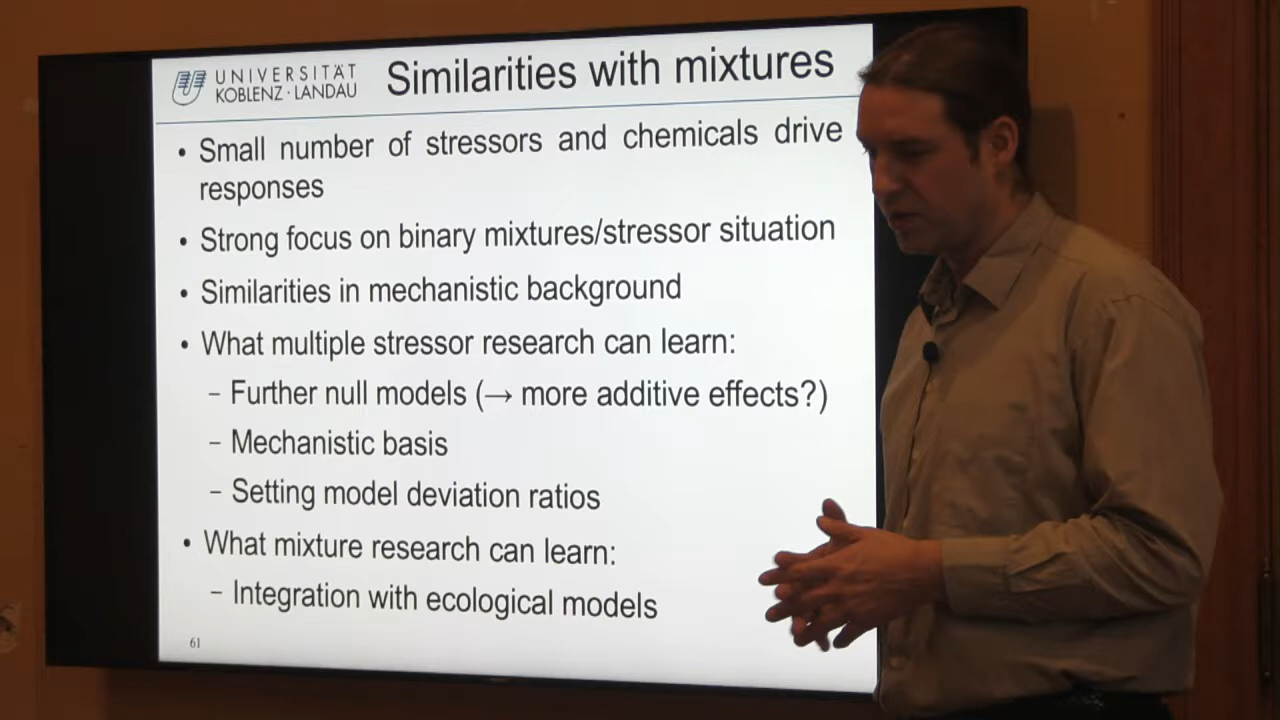 UNIVERSITÄT
KOBLENZ · LANDAU
Similarities with mixtures
• Small number of stressors and chemicals drive
responses
• Strong focus on binary mixtures/stressor situation
• Similarities in mechanistic background
• What multiple stressor research can learn:
– Further null models (→ more additive effects?)
– Mechanistic basis
– Setting model deviation ratios
• What mixture research can learn:
– Integration with ecological models
61